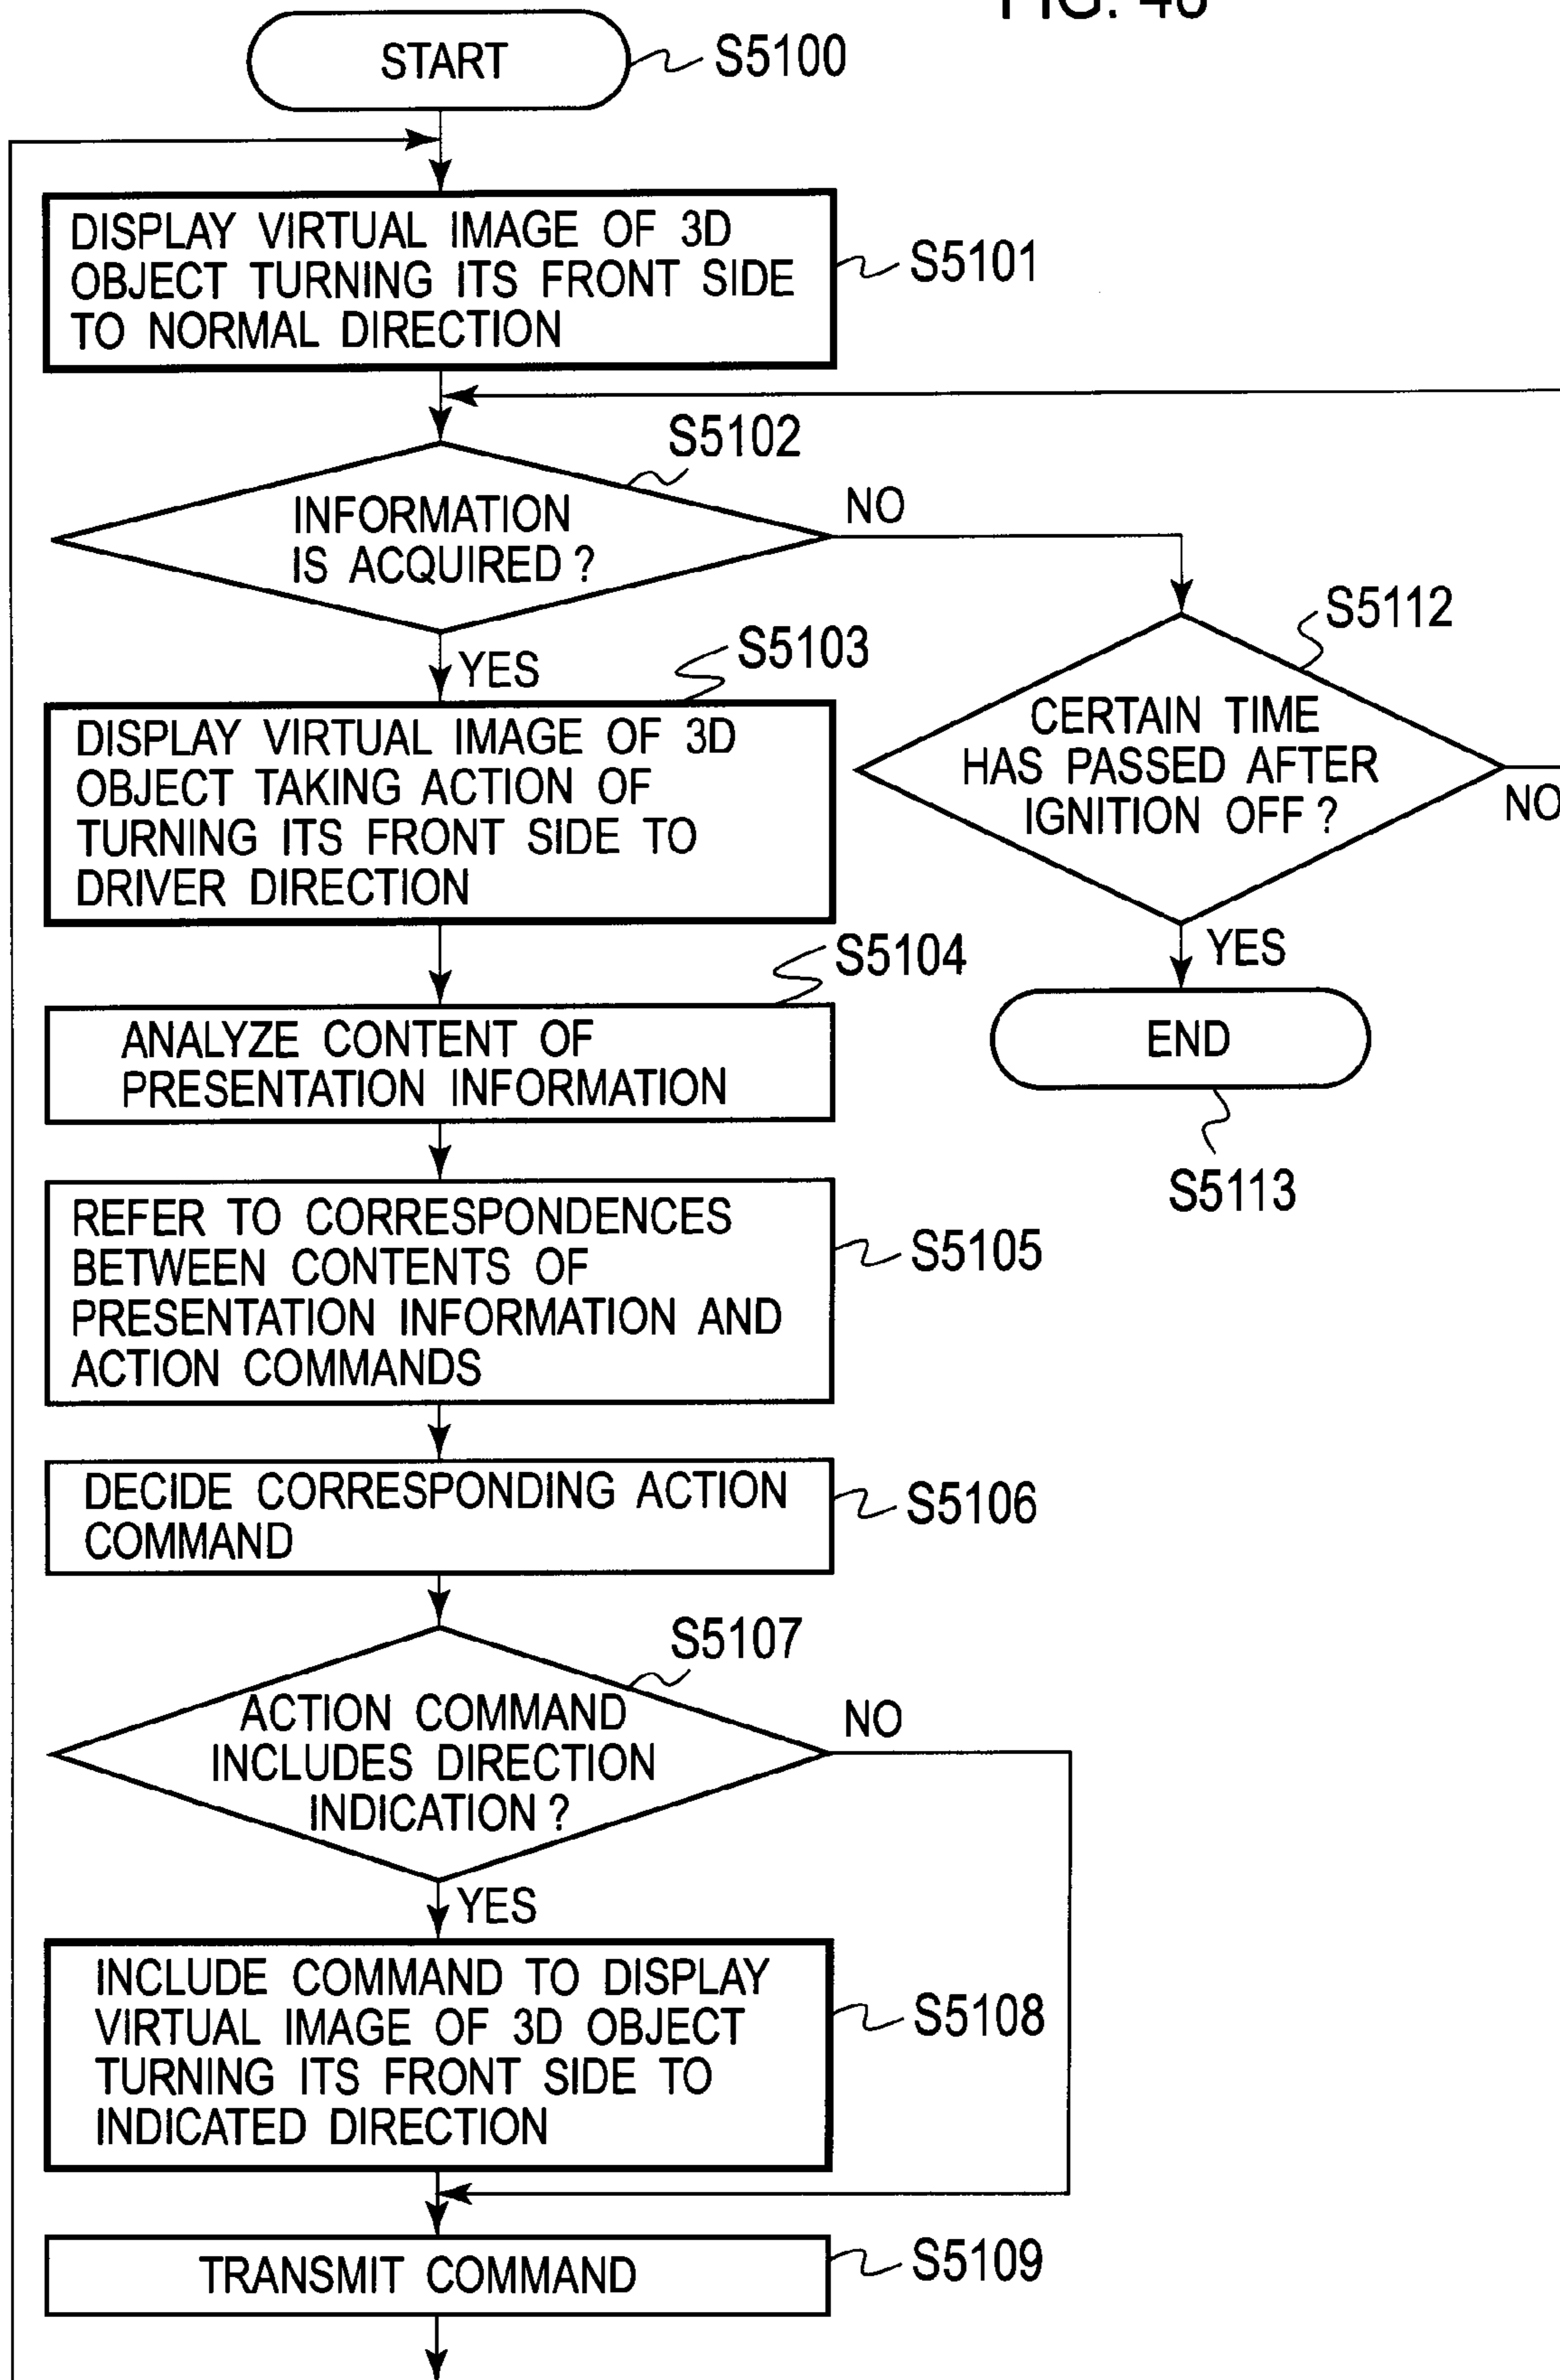 START
S5100
DISPLAY VIRTUAL IMAGE OF 3D
OBJECT TURNING ITS FRONT SIDE
TO NORMAL DIRECTION
S5101
S5102
INFORMATION
IS ACQUIRED ?
NO
YES
S5103
DISPLAY VIRTUAL IMAGE OF 3D
OBJECT TAKING ACTION OF
TURNING ITS FRONT SIDE TO
DRIVER DIRECTION
S5112
CERTAIN TIME
HAS PASSED AFTER
IGNITION OFF ?
NO
YES
END
S5113
S5104
ANALYZE CONTENT OF
PRESENTATION INFORMATION
REFER TO CORRESPONDENCES
BETWEEN CONTENTS OF
PRESENTATION INFORMATION AND
ACTION COMMANDS
S5105
DECIDE CORRESPONDING ACTION
COMMAND
S5106
S5107
ACTION COMMAND
INCLUDES DIRECTION
INDICATION ?
NO
YES
INCLUDE COMMAND TO DISPLAY
VIRTUAL IMAGE OF 3D OBJECT
TURNING ITS FRONT SIDE TO
INDICATED DIRECTION
S5108
TRANSMIT COMMAND
S5109